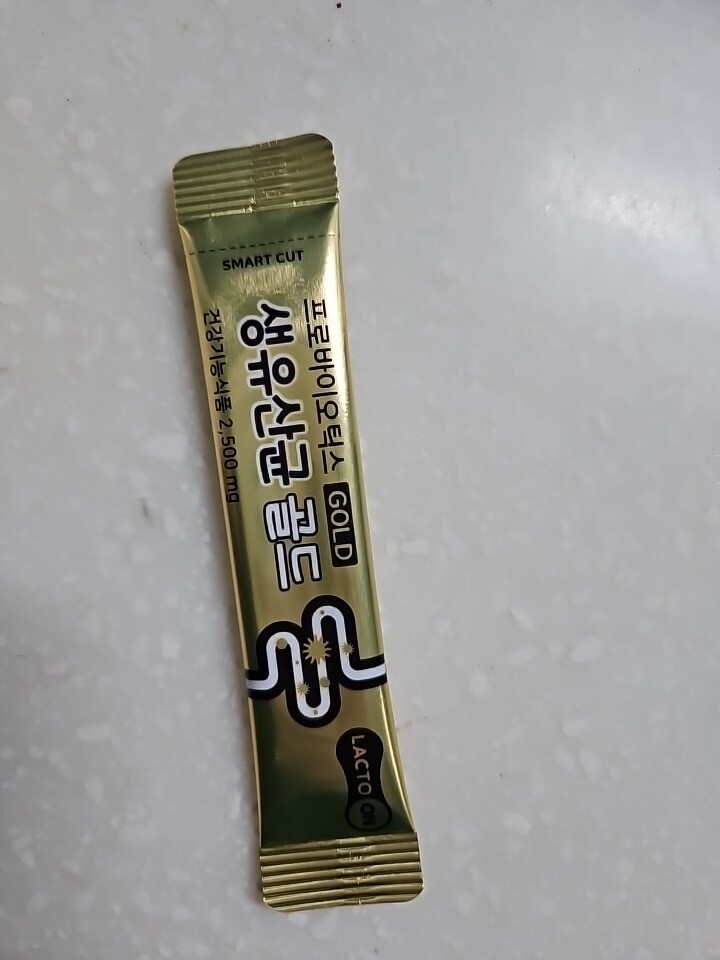 SMART CUT
프로바이오틱스 GOLD
생유산균 골드
건강기능식품 2,500 mg
LACTO ON